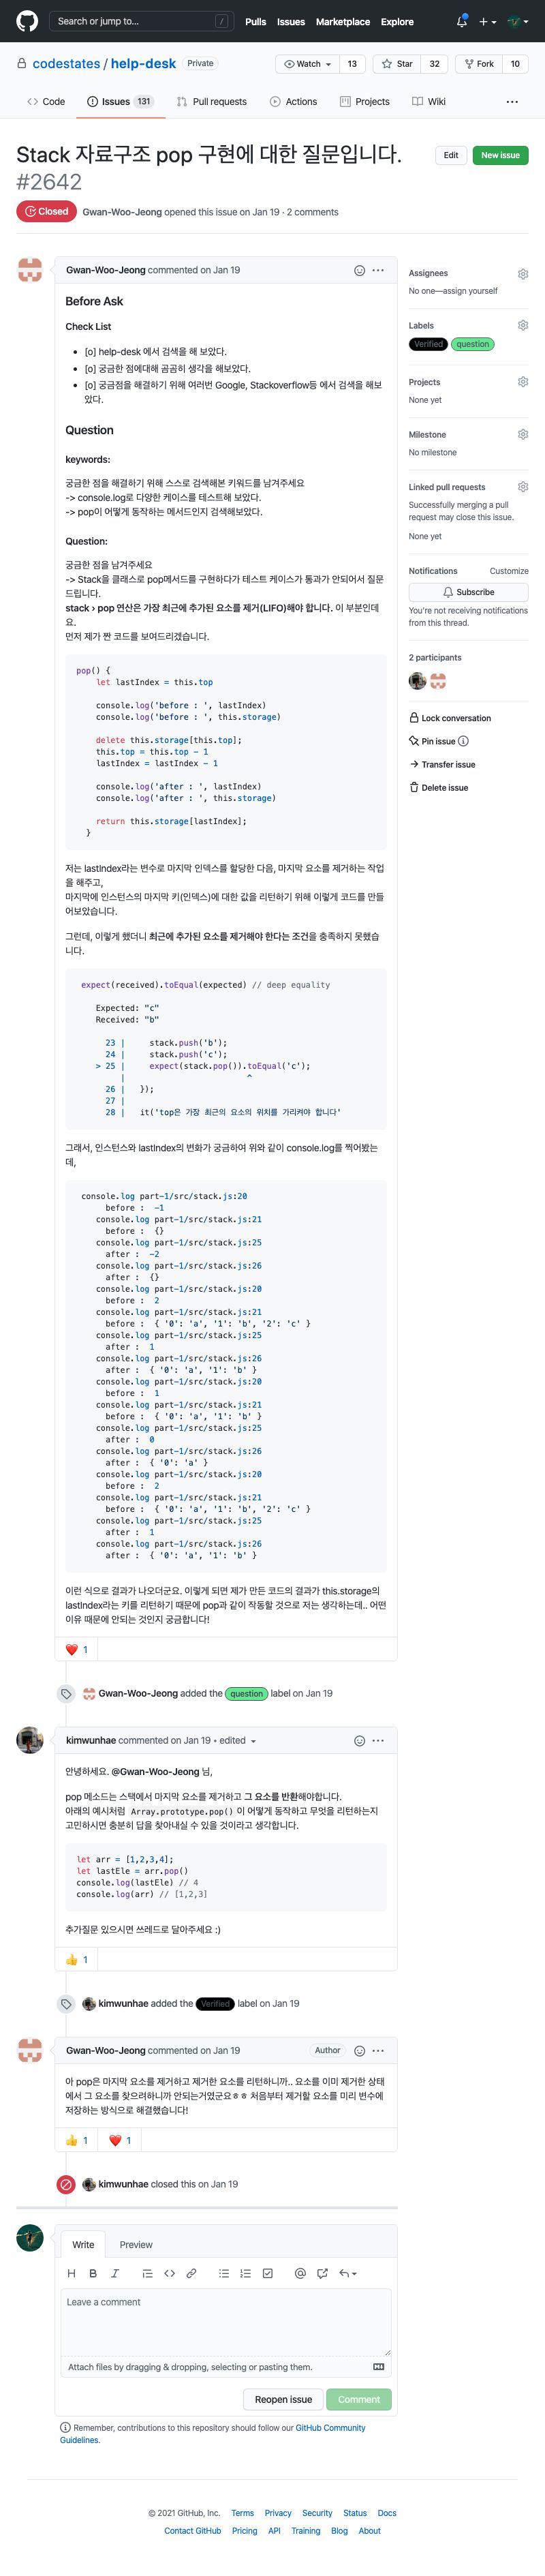 Search or jump to...
/
Pulls Issues Marketplace Explore
codestates / help-desk Private
Watch 13
Star 32
Fork 10
Code
Issues 131
Pull requests
Actions
Projects
Wiki
Stack 자료구조 pop 구현에 대한 질문입니다.
#2642
Edit
New issue
Closed
Gwan-Woo-Jeong opened this issue on Jan 19 · 2 comments
Gwan-Woo-Jeong commented on Jan 19
Before Ask
Check List
• [o] help-desk 에서 검색을 해 보았다.
• [o] 궁금한 점에대해 곰곰히 생각을 해보았다.
• [o] 궁금점을 해결하기 위해 여러번 Google, Stackoverflow등 에서 검색을 해보
았다.
Question
keywords:
궁금한 점을 해결하기 위해 스스로 검색해본 키워드를 남겨주세요
-> console.log로 다양한 케이스를 테스트해 보았다.
-> pop이 어떻게 동작하는 메서드인지 검색해보았다.
Question:
궁금한 점을 남겨주세요
-> Stack을 클래스로 pop메서드를 구현하다가 테스트 케이스가 통과가 안되어서 질문
드립니다.
stack › pop 연산은 가장 최근에 추가된 요소를 제거(LIFO)해야 합니다. 이 부분인데
요.
먼저 제가 짠 코드를 보여드리겠습니다.
pop() {
let lastIndex = this.top
console.log('before : ', lastIndex)
console.log('before : ', this.storage)
delete this.storage[this.top];
this.top = this.top - 1
lastIndex = lastIndex - 1
console.log('after : ', lastIndex)
console.log('after : ', this.storage)
return this.storage[lastIndex];
}
저는 lastIndex라는 변수로 마지막 인덱스를 할당한 다음, 마지막 요소를 제거하는 작업
을 해주고,
마지막에 인스턴스의 마지막 키(인덱스)에 대한 값을 리턴하기 위해 이렇게 코드를 만들
어보았습니다.
그런데, 이렇게 했더니 최근에 추가된 요소를 제거해야 한다는 조건을 충족하지 못했습
니다.
expect(received).toEqual(expected) // deep equality
Expected: "c"
Received: "b"
23 |     stack.push('b');
24 |     stack.push('c');
> 25 |     expect(stack.pop()).toEqual('c');
|                         ^
26 |   });
27 |
28 |   it('top은 가장 최근의 요소의 위치를 가리켜야 합니다'
그래서, 인스턴스와 lastIndex의 변화가 궁금하여 위와 같이 console.log를 찍어봤는
데,
console.log part-1/src/stack.js:20
before :  -1
console.log part-1/src/stack.js:21
before :  {}
console.log part-1/src/stack.js:25
after :  -2
console.log part-1/src/stack.js:26
after :  {}
console.log part-1/src/stack.js:20
before :  2
console.log part-1/src/stack.js:21
before :  { '0': 'a', '1': 'b', '2': 'c' }
console.log part-1/src/stack.js:25
after :  1
console.log part-1/src/stack.js:26
after :  { '0': 'a', '1': 'b' }
console.log part-1/src/stack.js:20
before :  1
console.log part-1/src/stack.js:21
before :  { '0': 'a', '1': 'b' }
console.log part-1/src/stack.js:25
after :  0
console.log part-1/src/stack.js:26
after :  { '0': 'a' }
console.log part-1/src/stack.js:20
before :  2
console.log part-1/src/stack.js:21
before :  { '0': 'a', '1': 'b', '2': 'c' }
console.log part-1/src/stack.js:25
after :  1
console.log part-1/src/stack.js:26
after :  { '0': 'a', '1': 'b' }
이런 식으로 결과가 나오더군요. 이렇게 되면 제가 만든 코드의 결과가 this.storage의
lastIndex라는 키를 리턴하기 때문에 pop과 같이 작동할 것으로 저는 생각하는데.. 어떤
이유 때문에 안되는 것인지 궁금합니다!
❤️ 1
Gwan-Woo-Jeong added the question label on Jan 19
kimwunhae commented on Jan 19 • edited
안녕하세요. @Gwan-Woo-Jeong 님,
pop 메소드는 스택에서 마지막 요소를 제거하고 그 요소를 반환해야합니다.
아래의 예시처럼 Array.prototype.pop() 이 어떻게 동작하고 무엇을 리턴하는지
고민하시면 충분히 답을 찾아내실 수 있을 것이라고 생각합니다.
let arr = [1,2,3,4];
let lastEle = arr.pop()
console.log(lastEle) // 4
console.log(arr) // [1,2,3]
추가질문 있으시면 쓰레드로 달아주세요 :)
👍 1
kimwunhae added the Verified label on Jan 19
Gwan-Woo-Jeong commented on Jan 19
Author
아 pop은 마지막 요소를 제거하고 제거한 요소를 리턴하니까.. 요소를 이미 제거한 상태
에서 그 요소를 찾으려하니까 안되는거였군요ㅎㅎ 처음부터 제거할 요소를 미리 변수에
저장하는 방식으로 해결했습니다!
👍 1 ❤️ 1
kimwunhae closed this on Jan 19
Write
Preview
Leave a comment
Attach files by dragging & dropping, selecting or pasting them.
Reopen issue
Comment
Remember, contributions to this repository should follow our GitHub Community
Guidelines.
Assignees
No one—assign yourself
Labels
Verified question
Projects
None yet
Milestone
No milestone
Linked pull requests
Successfully merging a pull
request may close this issue.
None yet
Notifications Customize
Subscribe
You're not receiving notifications
from this thread.
2 participants
Lock conversation
Pin issue
Transfer issue
Delete issue
© 2021 GitHub, Inc. Terms Privacy Security Status Docs
Contact GitHub Pricing API Training Blog About